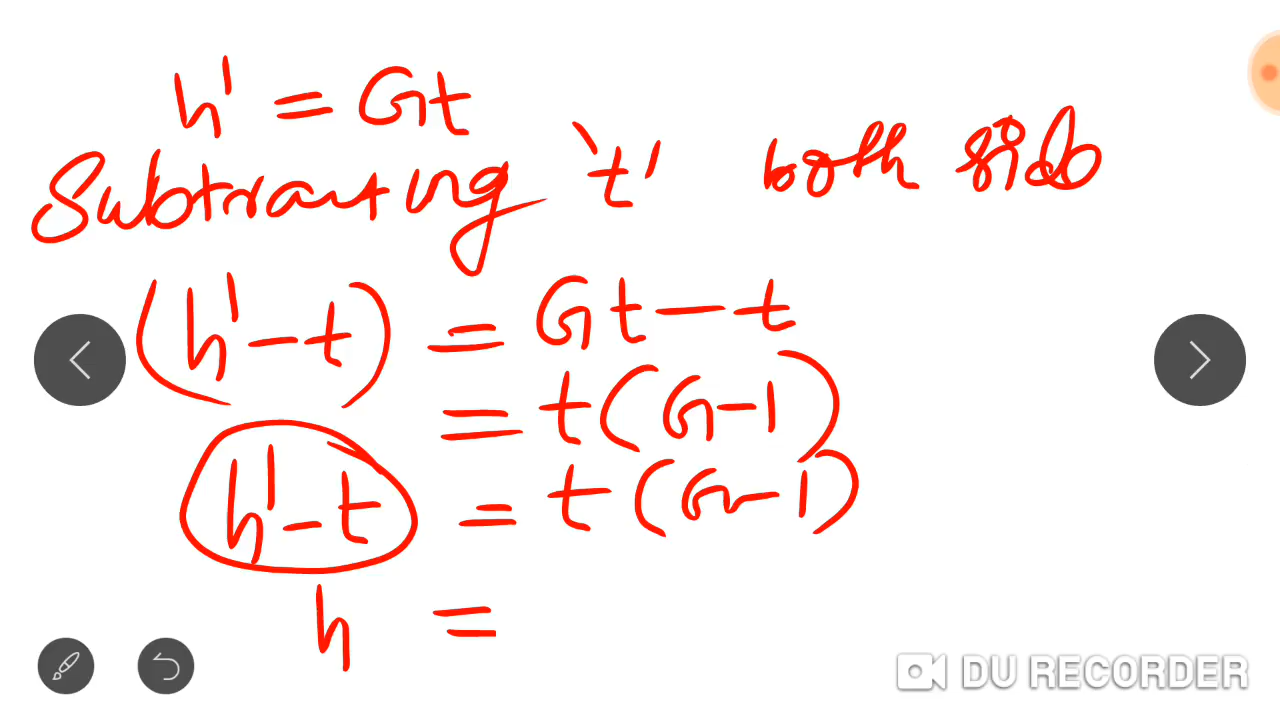 h' = Gt
Subtracting 't' both side
(h' - t) = Gt - t
= t(G-1)
h' - t = t(G-1)
h =
DU RECORDER